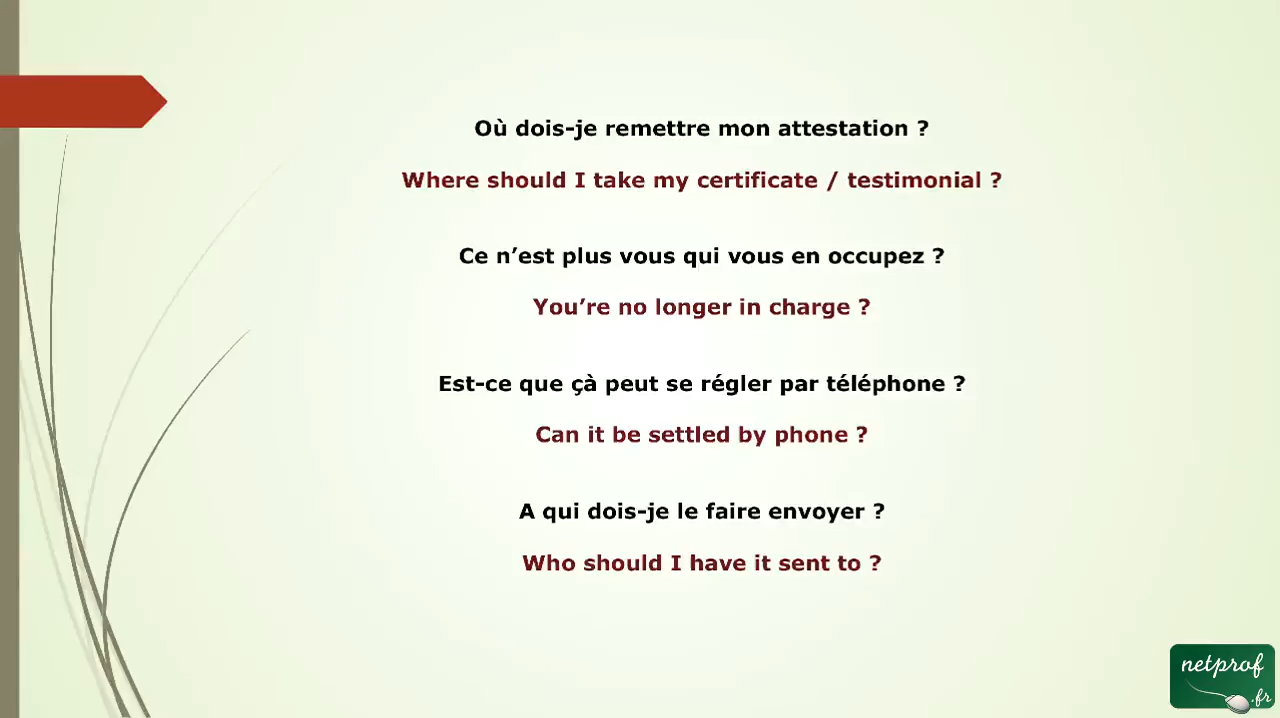 Où dois-je remettre mon attestation ?
Where should I take my certificate / testimonial ?
Ce n’est plus vous qui vous en occupez ?
You’re no longer in charge ?
Est-ce que çà peut se régler par téléphone ?
Can it be settled by phone ?
A qui dois-je le faire envoyer ?
Who should I have it sent to ?
netprof
.fr